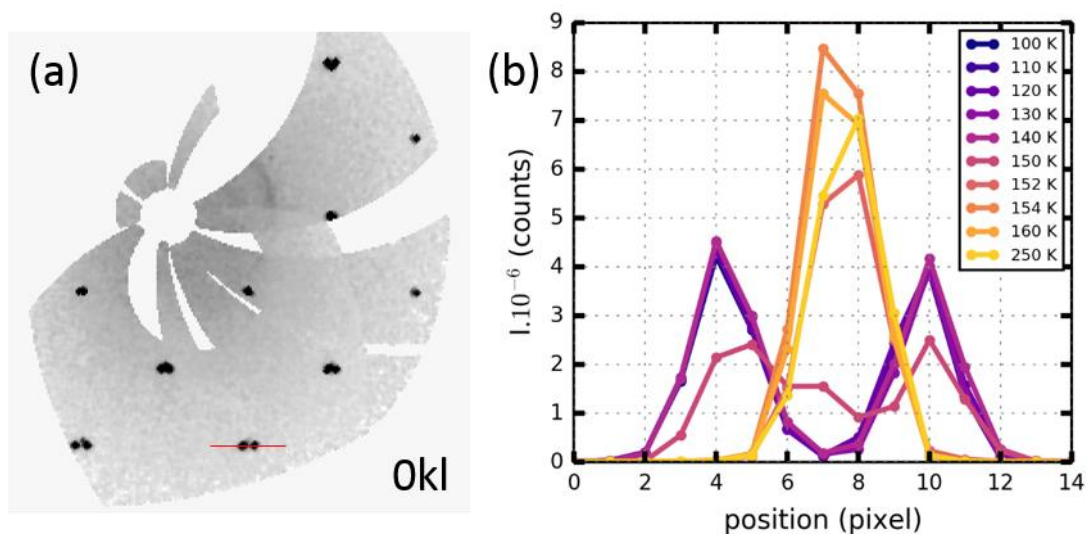 (a)
0kl
(b)
I.10⁻⁶ (counts)
9
8
7
6
5
4
3
2
1
0
0 2 4 6 8 10 12 14
position (pixel)
100 K
110 K
120 K
130 K
140 K
150 K
152 K
154 K
160 K
250 K